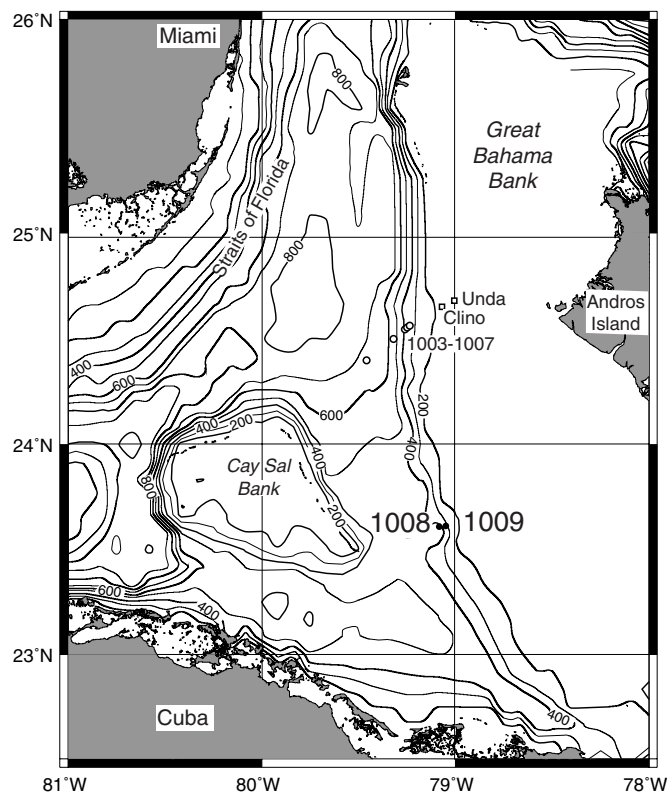 26˚N
Miami
800
Great
Bahama
Bank
Straits of Florida
25˚N
800
Unda
Clino
Andros
Island
1003-1007
400
600
200
600
400
200
24˚N
400
400
Cay Sal
Bank
800
200
1008
1009
600
400
23˚N
400
Cuba
81˚W
80˚W
79˚W
78˚W